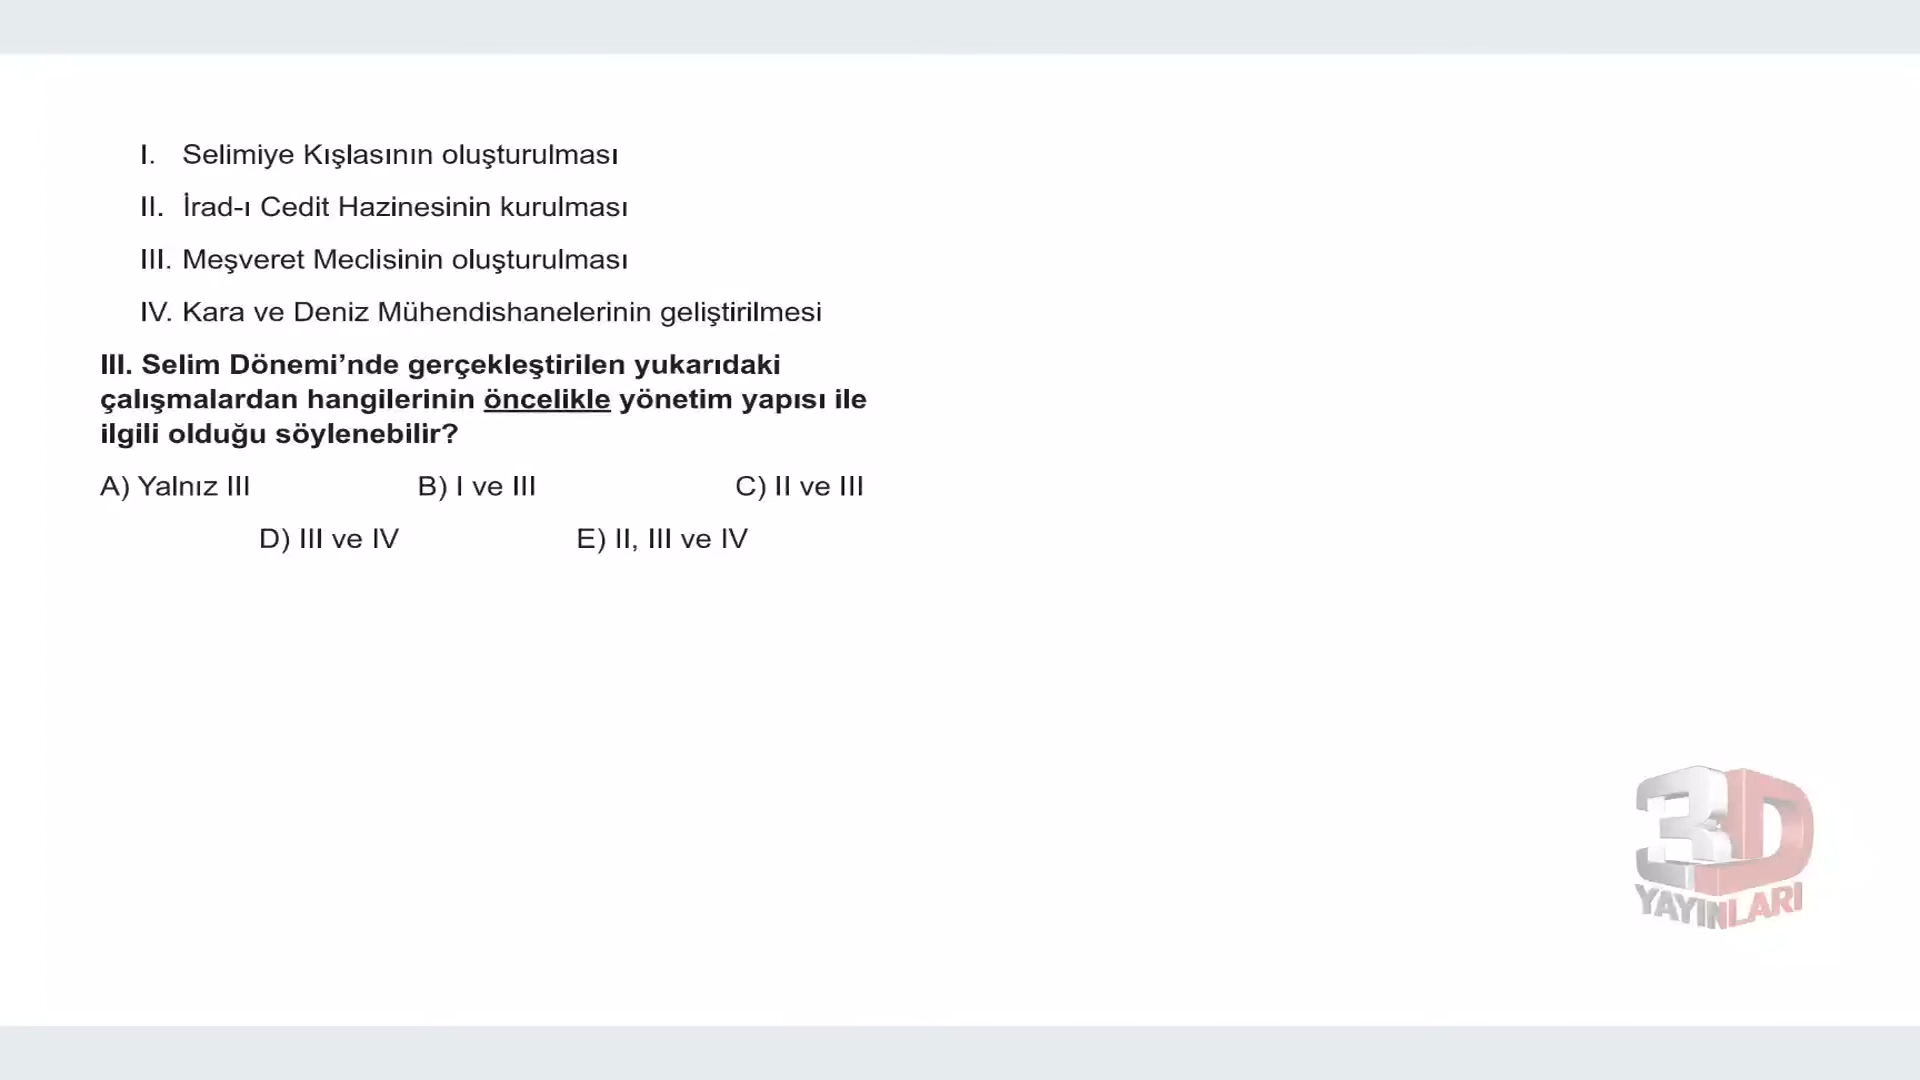 I. Selimiye Kışlasının oluşturulması
II. İrad-ı Cedit Hazinesinin kurulması
III. Meşveret Meclisinin oluşturulması
IV. Kara ve Deniz Mühendishanelerinin geliştirilmesi
III. Selim Dönemi’nde gerçekleştirilen yukarıdaki
çalışmalardan hangilerinin öncelikle yönetim yapısı ile
ilgili olduğu söylenebilir?
A) Yalnız III B) I ve III C) II ve III
D) III ve IV E) II, III ve IV
3D
YAYINLARI